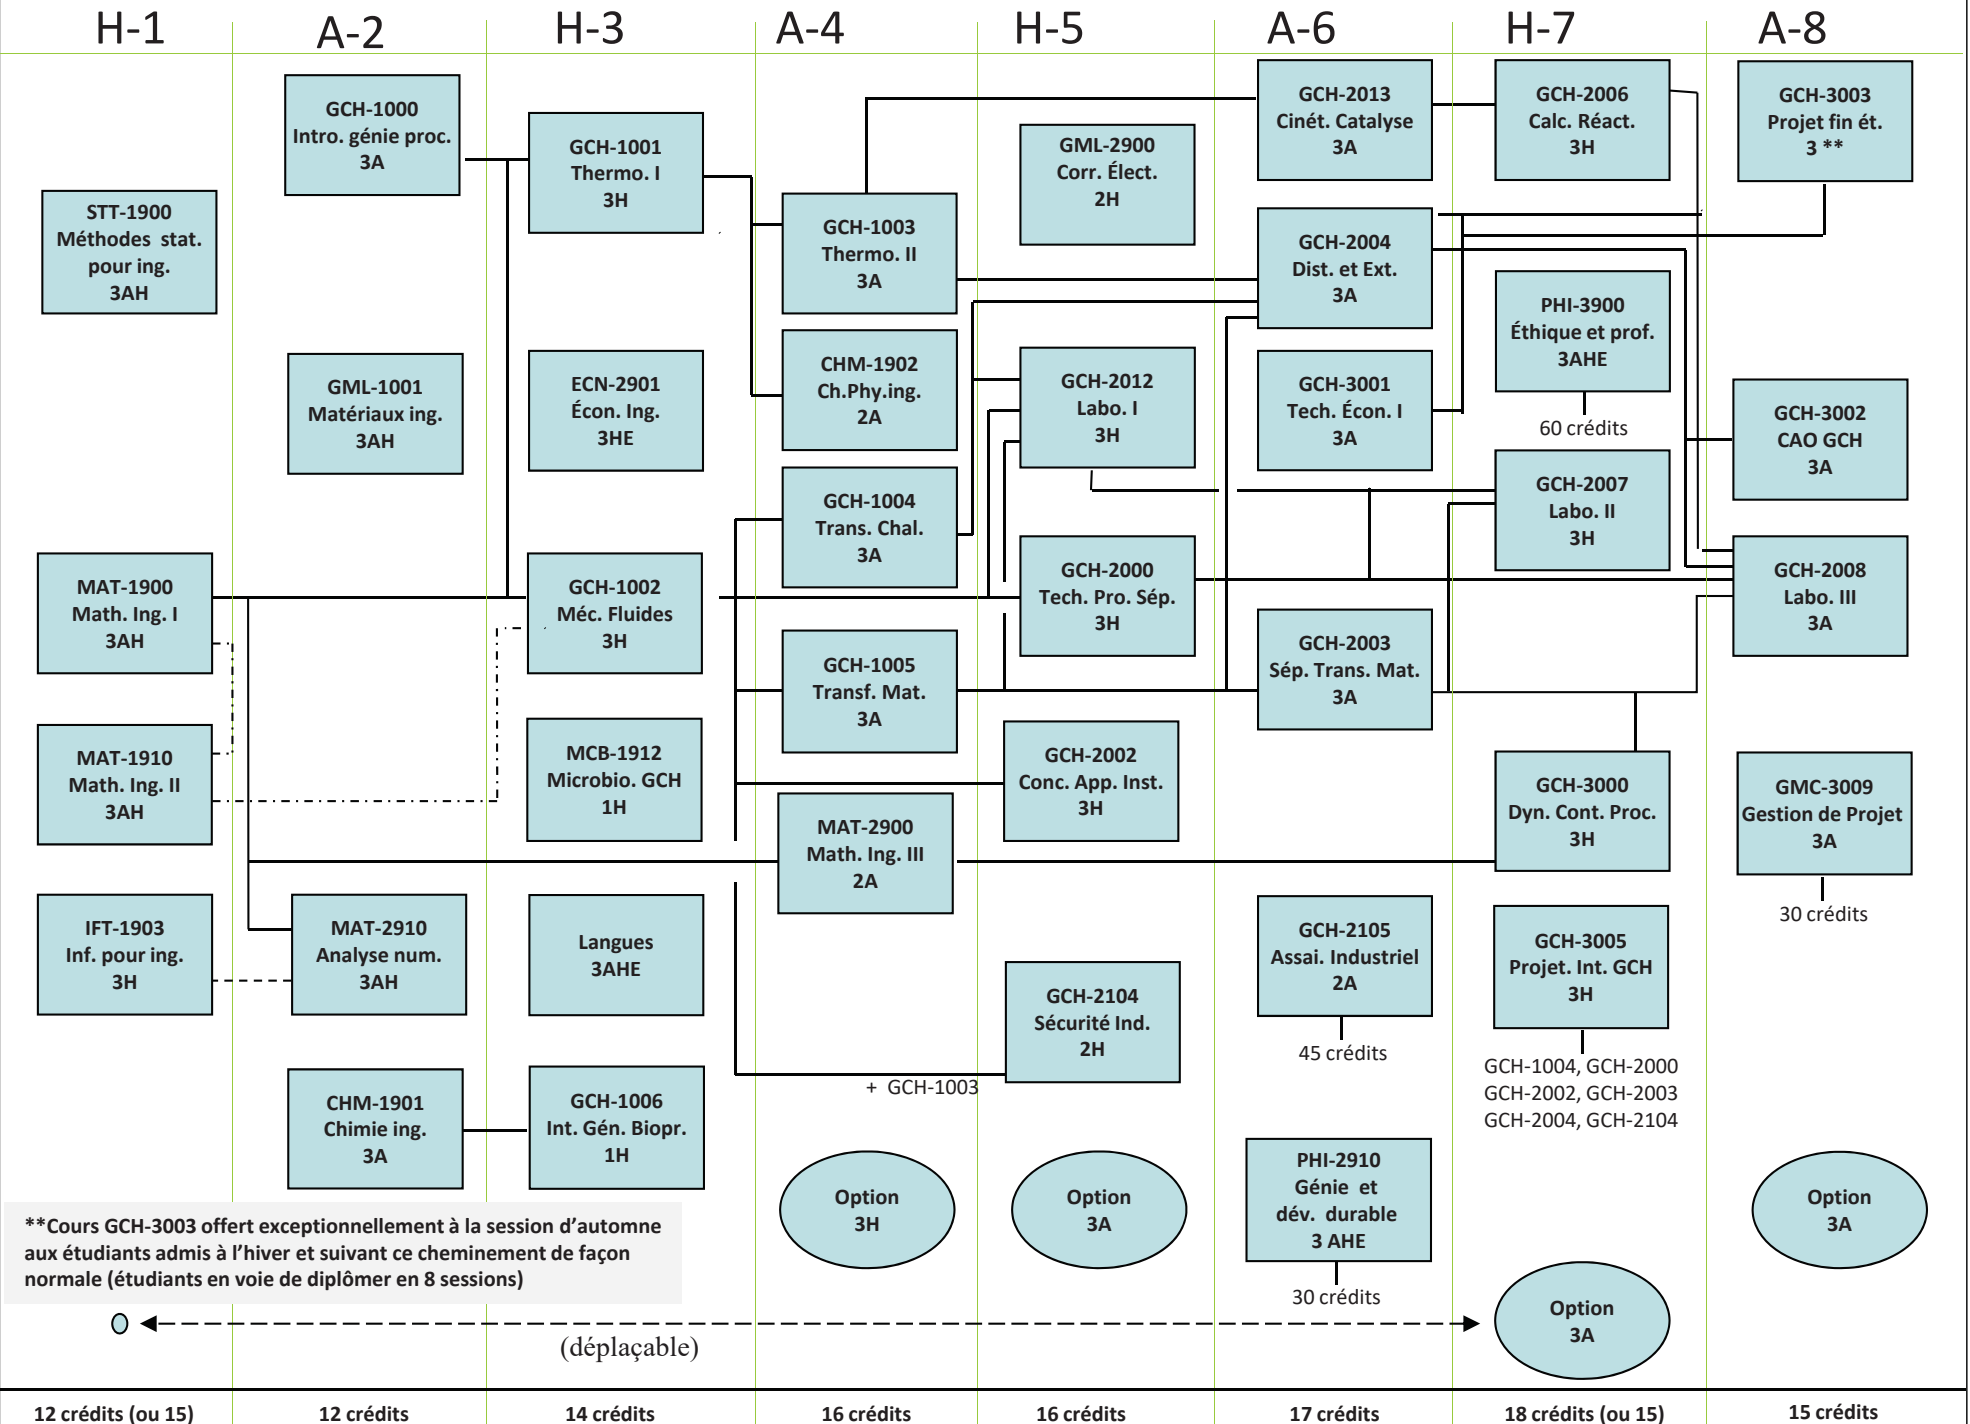 H-1
A-2
H-3
A-4
H-5
A-6
H-7
A-8
STT-1900
Méthodes stat.
pour ing.
3AH
MAT-1900
Math. Ing. I
3AH
MAT-1910
Math. Ing. II
3AH
IFT-1903
Inf. pour ing.
3H
GCH-1000
Intro. génie proc.
3A
GML-1001
Matériaux ing.
3AH
MAT-2910
Analyse num.
3AH
CHM-1901
Chimie ing.
3A
GCH-1001
Thermo. I
3H
ECN-2901
Écon. Ing.
3HE
GCH-1002
Méc. Fluides
3H
MCB-1912
Microbio. GCH
1H
Langues
3AHE
GCH-1006
Int. Gén. Biopr.
1H
GCH-1003
Thermo. II
3A
CHM-1902
Ch.Phy.ing.
2A
GCH-1004
Trans. Chal.
3A
GCH-1005
Transf. Mat.
3A
MAT-2900
Math. Ing. III
2A
+ GCH-1003
Option
3H
GML-2900
Corr. Élect.
2H
GCH-2012
Labo. I
3H
GCH-2000
Tech. Pro. Sép.
3H
GCH-2002
Conc. App. Inst.
3H
GCH-2104
Sécurité Ind.
2H
Option
3A
GCH-2013
Cinét. Catalyse
3A
GCH-2004
Dist. et Ext.
3A
GCH-3001
Tech. Écon. I
3A
GCH-2003
Sép. Trans. Mat.
3A
GCH-2105
Assai. Industriel
2A
45 crédits
PHI-2910
Génie et
dév. durable
3 AHE
30 crédits
GCH-2006
Calc. Réact.
3H
PHI-3900
Éthique et prof.
3AHE
60 crédits
GCH-2007
Labo. II
3H
GCH-3000
Dyn. Cont. Proc.
3H
GCH-3005
Projet. Int. GCH
3H
GCH-1004, GCH-2000
GCH-2002, GCH-2003
GCH-2004, GCH-2104
Option
3A
GCH-3003
Projet fin ét.
3 **
GCH-3002
CAO GCH
3A
GCH-2008
Labo. III
3A
GMC-3009
Gestion de Projet
3A
30 crédits
Option
3A
**Cours GCH-3003 offert exceptionnellement à la session d'automne
aux étudiants admis à l'hiver et suivant ce cheminement de façon
normale (étudiants en voie de diplômer en 8 sessions)
(déplaçable)
12 crédits (ou 15)
12 crédits
14 crédits
16 crédits
16 crédits
17 crédits
18 crédits (ou 15)
15 crédits